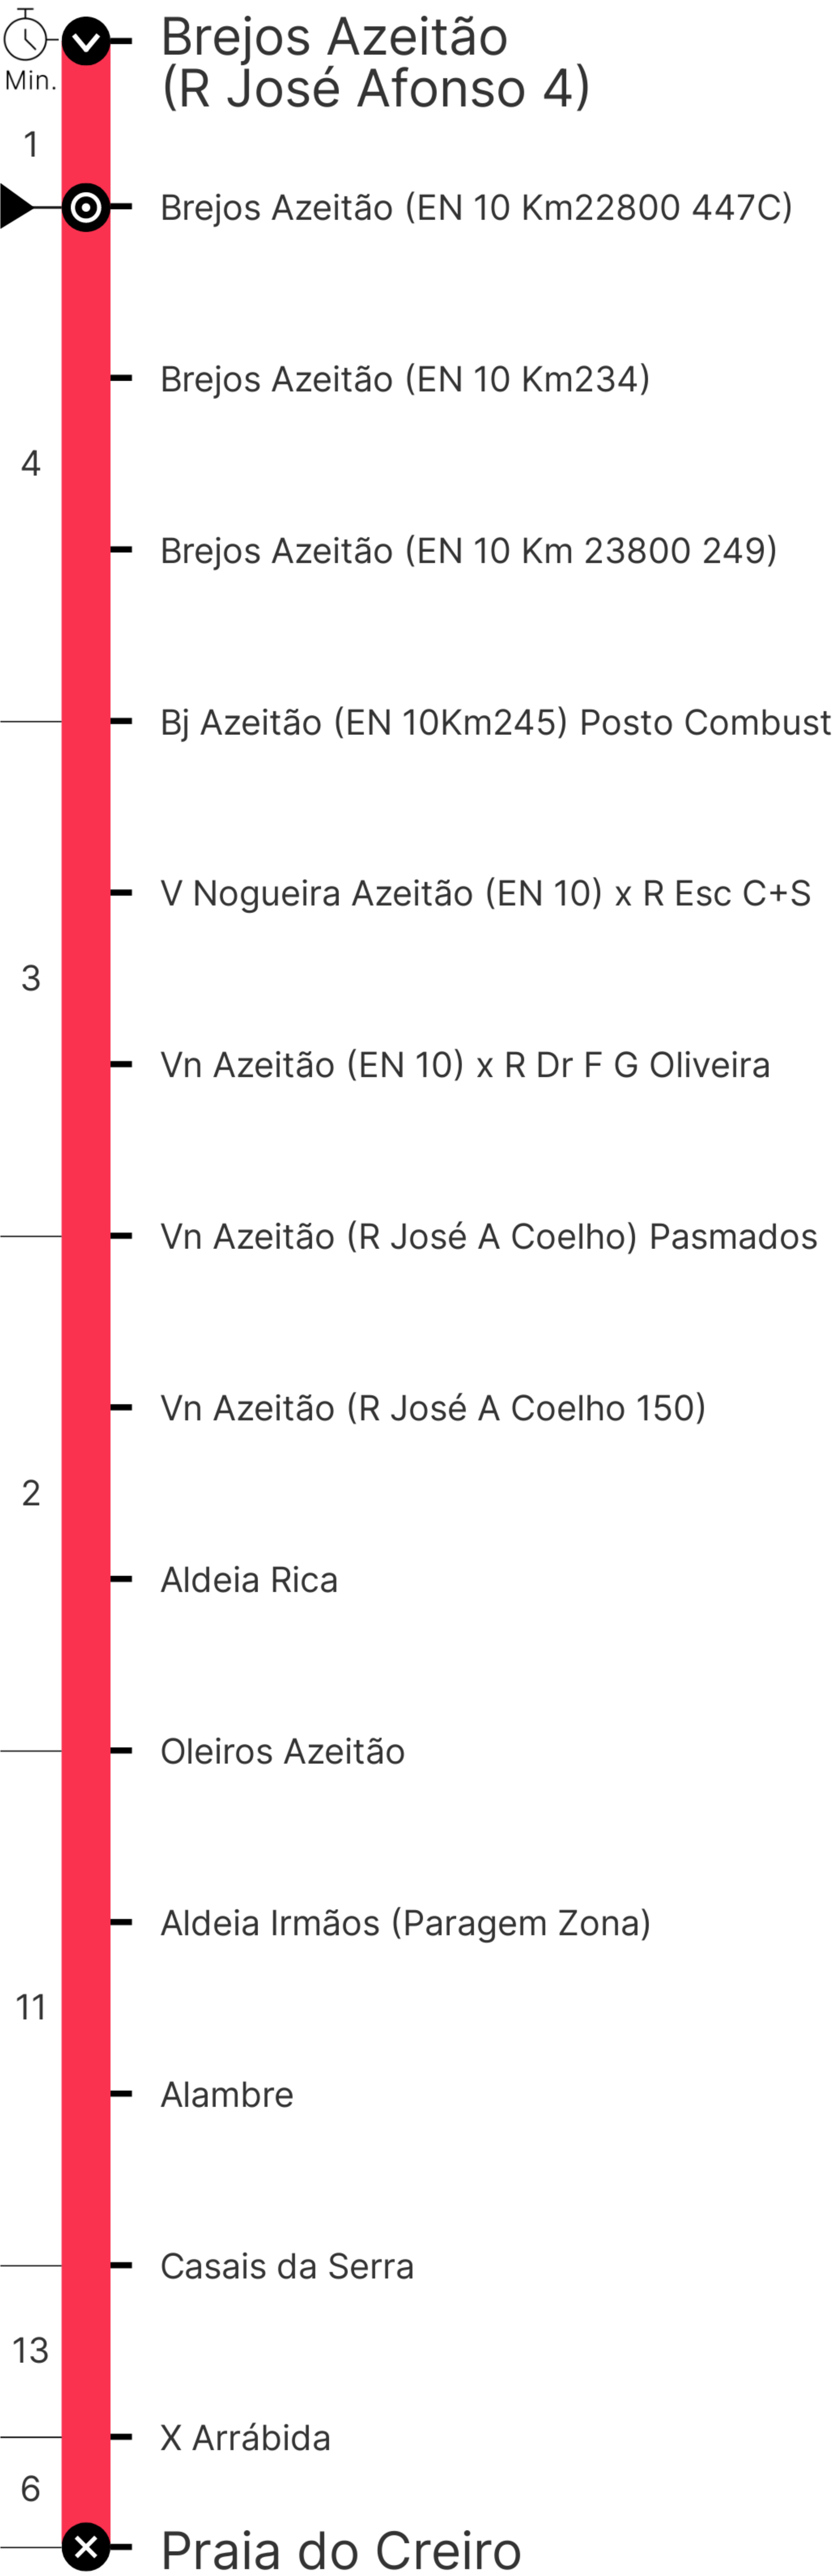 Min.
Brejos Azeitão
(R José Afonso 4)
1
Brejos Azeitão (EN 10 Km22800 447C)
Brejos Azeitão (EN 10 Km234)
4
Brejos Azeitão (EN 10 Km 23800 249)
Bj Azeitão (EN 10Km245) Posto Combust
V Nogueira Azeitão (EN 10) x R Esc C+S
3
Vn Azeitão (EN 10) x R Dr F G Oliveira
Vn Azeitão (R José A Coelho) Pasmados
Vn Azeitão (R José A Coelho 150)
2
Aldeia Rica
Oleiros Azeitão
Aldeia Irmãos (Paragem Zona)
11
Alambre
Casais da Serra
13
X Arrábida
6
Praia do Creiro